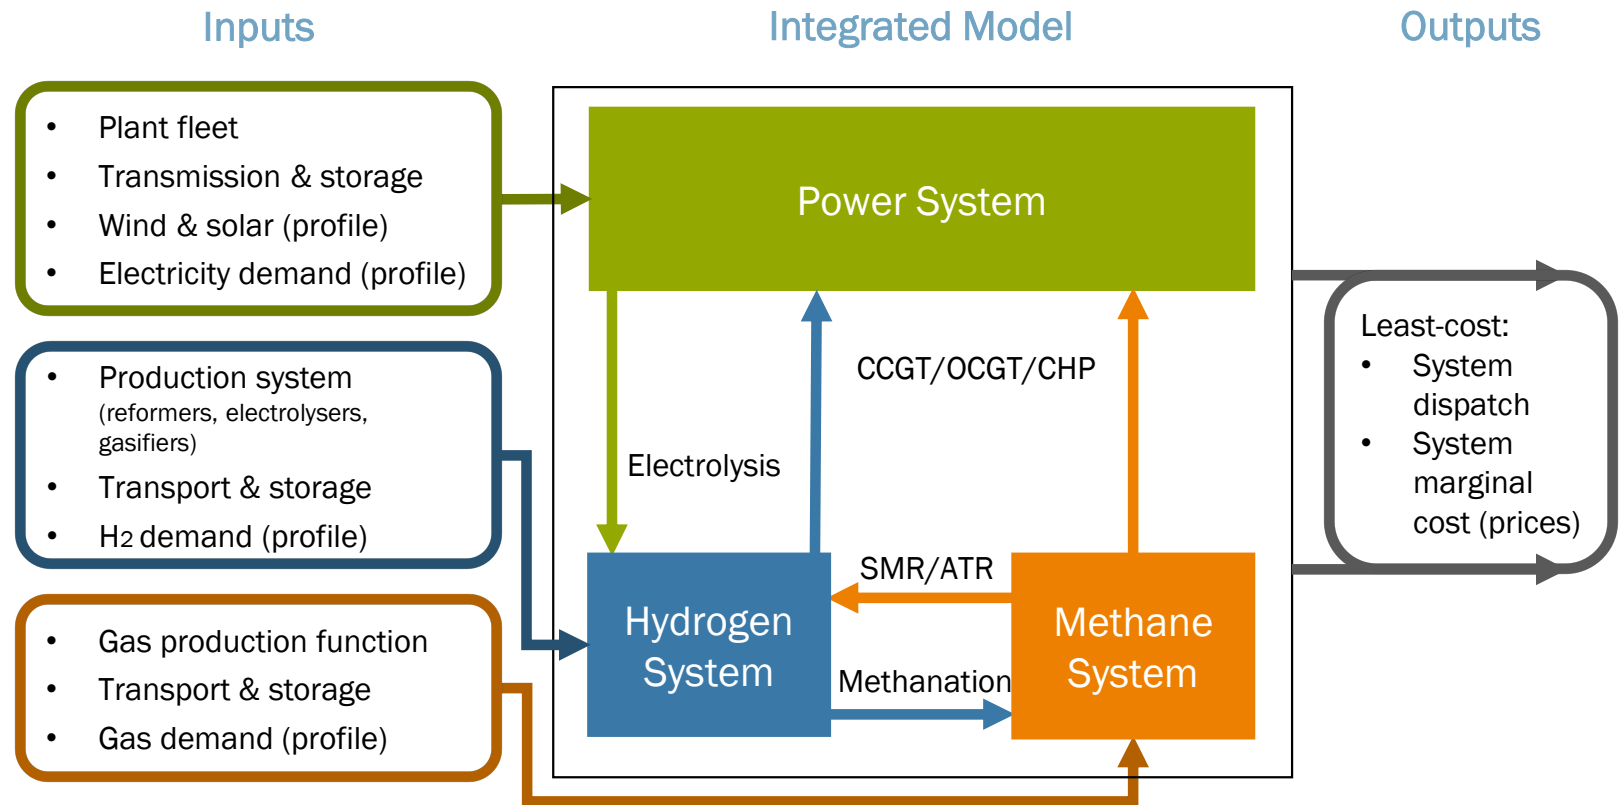 Inputs
Integrated Model
Outputs
• Plant fleet
• Transmission & storage
• Wind & solar (profile)
• Electricity demand (profile)
• Production system
(reformers, electrolysers,
gasifiers)
• Transport & storage
• H2 demand (profile)
• Gas production function
• Transport & storage
• Gas demand (profile)
Power System
CCGT/OCGT/CHP
Electrolysis
SMR/ATR
Hydrogen
System
Methanation
Methane
System
Least-cost:
• System
dispatch
• System
marginal
cost (prices)